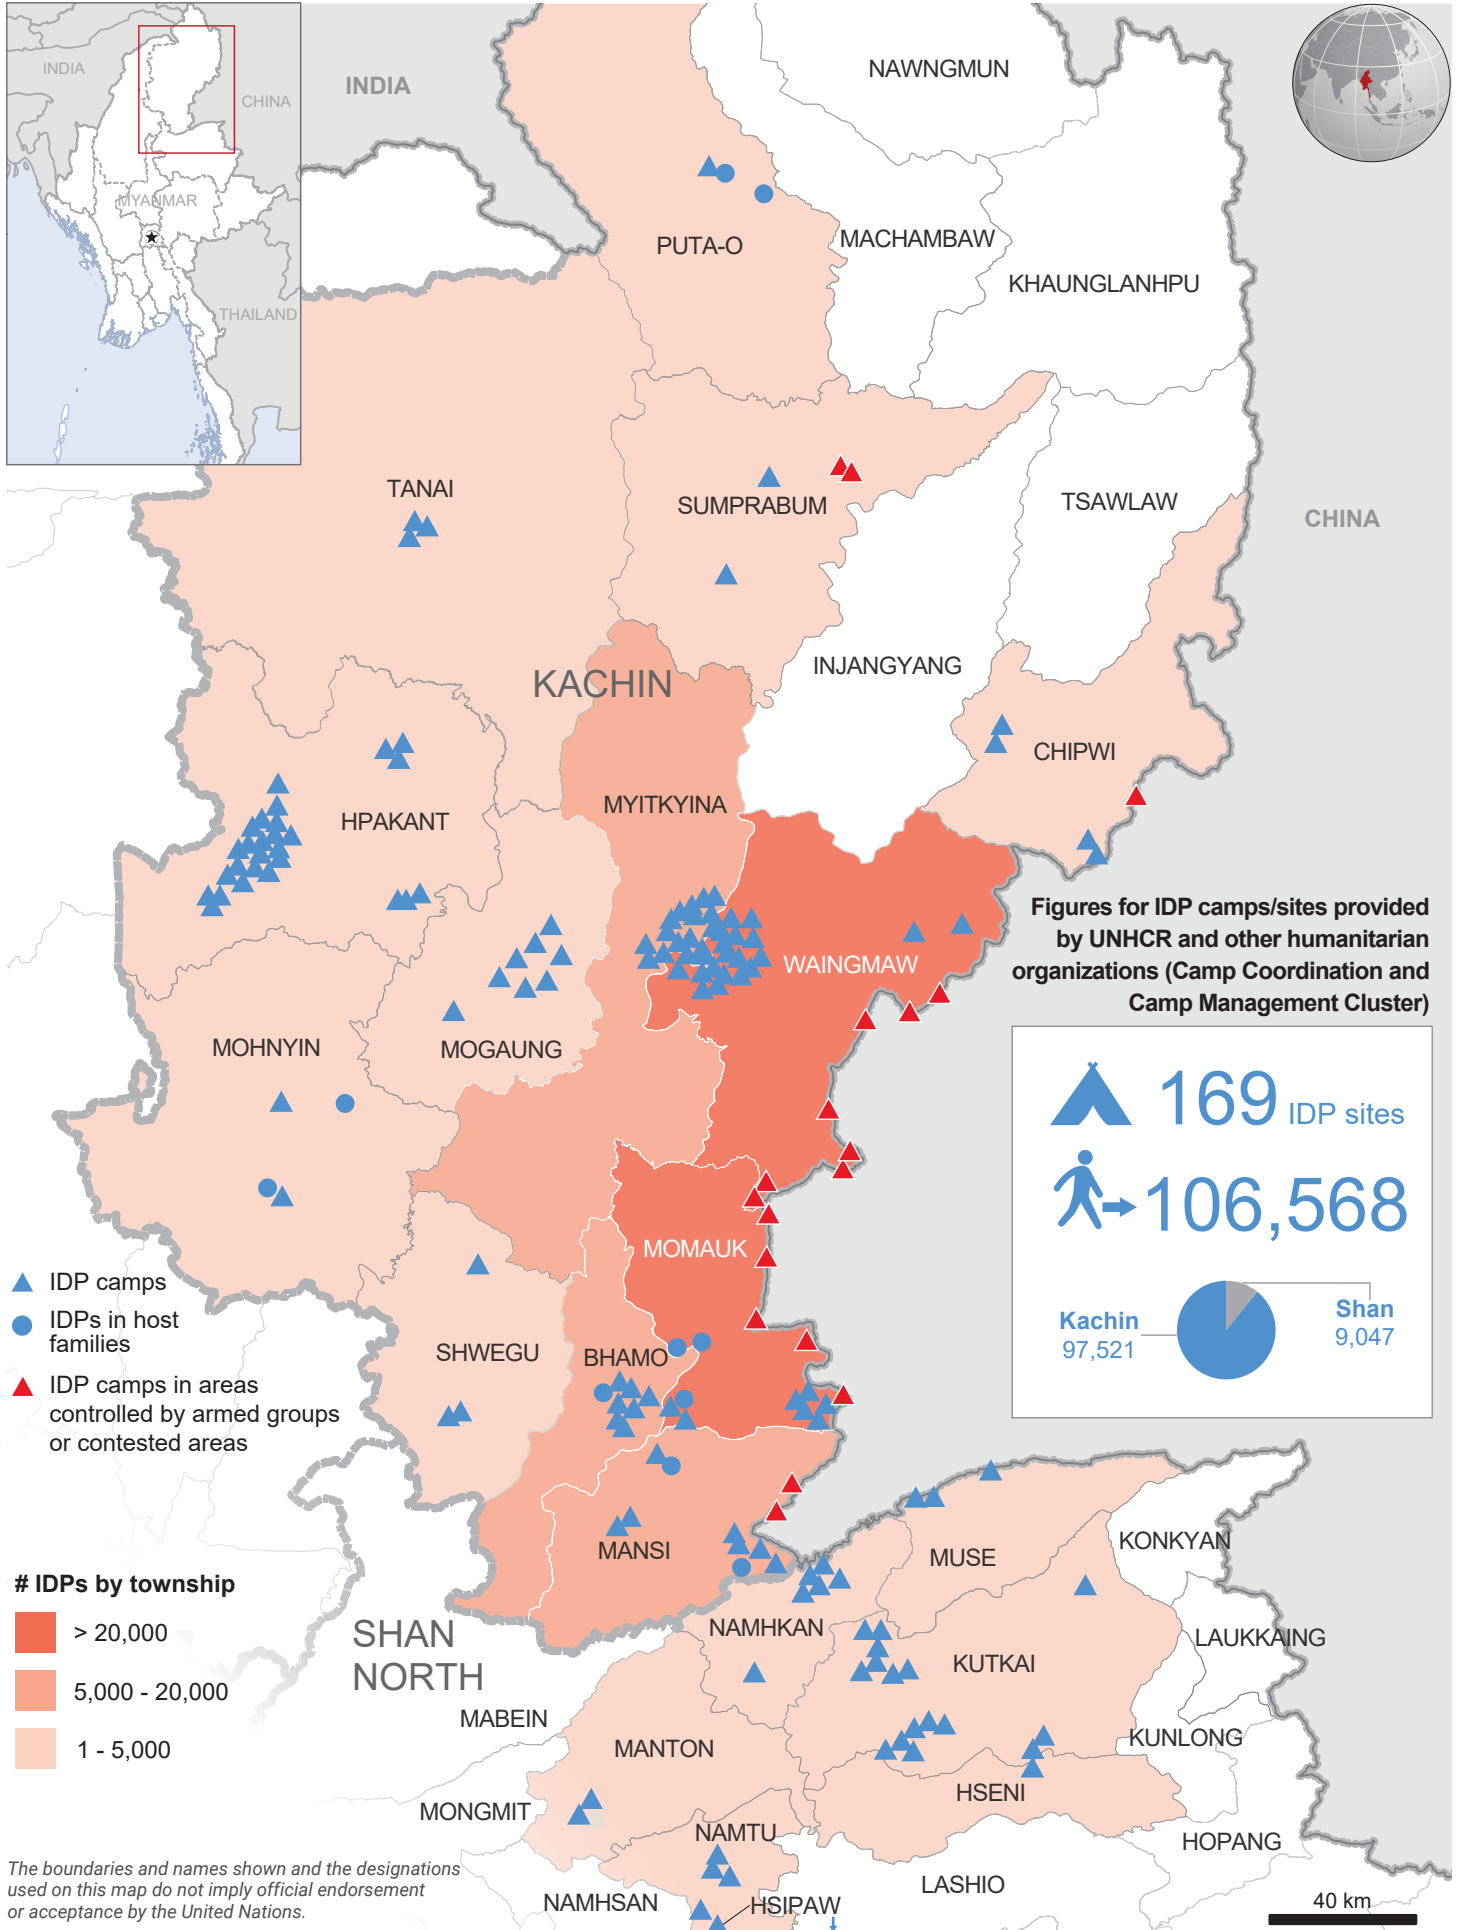 INDIA
CHINA
MYANMAR
THAILAND
INDIA
NAWNGMUN
PUTA-O
MACHAMBAW
KHAUNGLANHPU
TANAI
SUMPRABUM
TSAWLAW
CHINA
KACHIN
INJANGYANG
CHIPWI
MYITKYINA
HPAKANT
WAINGMAW
MOHNYIN
MOGAUNG
Figures for IDP camps/sites provided
by UNHCR and other humanitarian
organizations (Camp Coordination and
Camp Management Cluster)
169 IDP sites
106,568
Kachin
97,521
Shan
9,047
MOMAUK
SHWEGU
BHAMO
MANSI
IDP camps
IDPs in host
families
IDP camps in areas
controlled by armed groups
or contested areas
# IDPs by township
> 20,000
5,000 - 20,000
1 - 5,000
SHAN
NORTH
MUSE
KONKYAN
NAMHKAN
KUTKAI
LAUKKAING
MABEIN
MANTON
KUNLONG
HSENI
MONGMIT
NAMTU
HOPANG
NAMHSAN
HSIPAW
LASHIO
40 km
The boundaries and names shown and the designations
used on this map do not imply official endorsement
or acceptance by the United Nations.